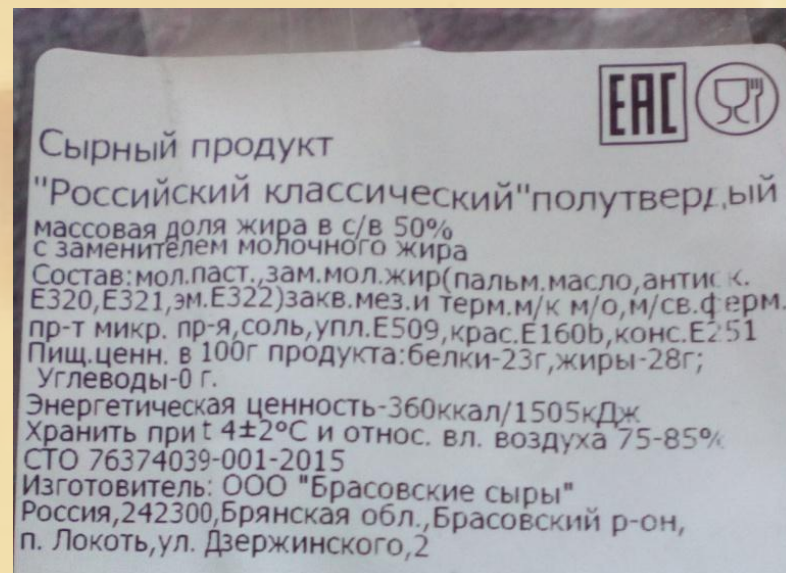 EAC
Сырный продукт
"Российский классический"полутвердый
массовая доля жира в с/в 50%
с заменителем молочного жира
Состав:мол.паст.,зам.мол.жир(пальм.масло,антиок.
Е320,Е321,эм.Е322)закв.мез.и терм.м/к м/о,м/св.ферм.
пр-т микр. пр-я,соль,упл.Е509,крас.Е160b,конс.Е251
Пищ.ценн. в 100г продукта:белки-23г,жиры-28г;
Углеводы-0 г.
Энергетическая ценность-360ккал/1505кДж
Хранить при t 4±2°C и относ. вл. воздуха 75-85%
СТО 76374039-001-2015
Изготовитель: ООО "Брасовские сыры"
Россия,242300,Брянская обл.,Брасовский р-он,
п. Локоть,ул. Дзержинского,2